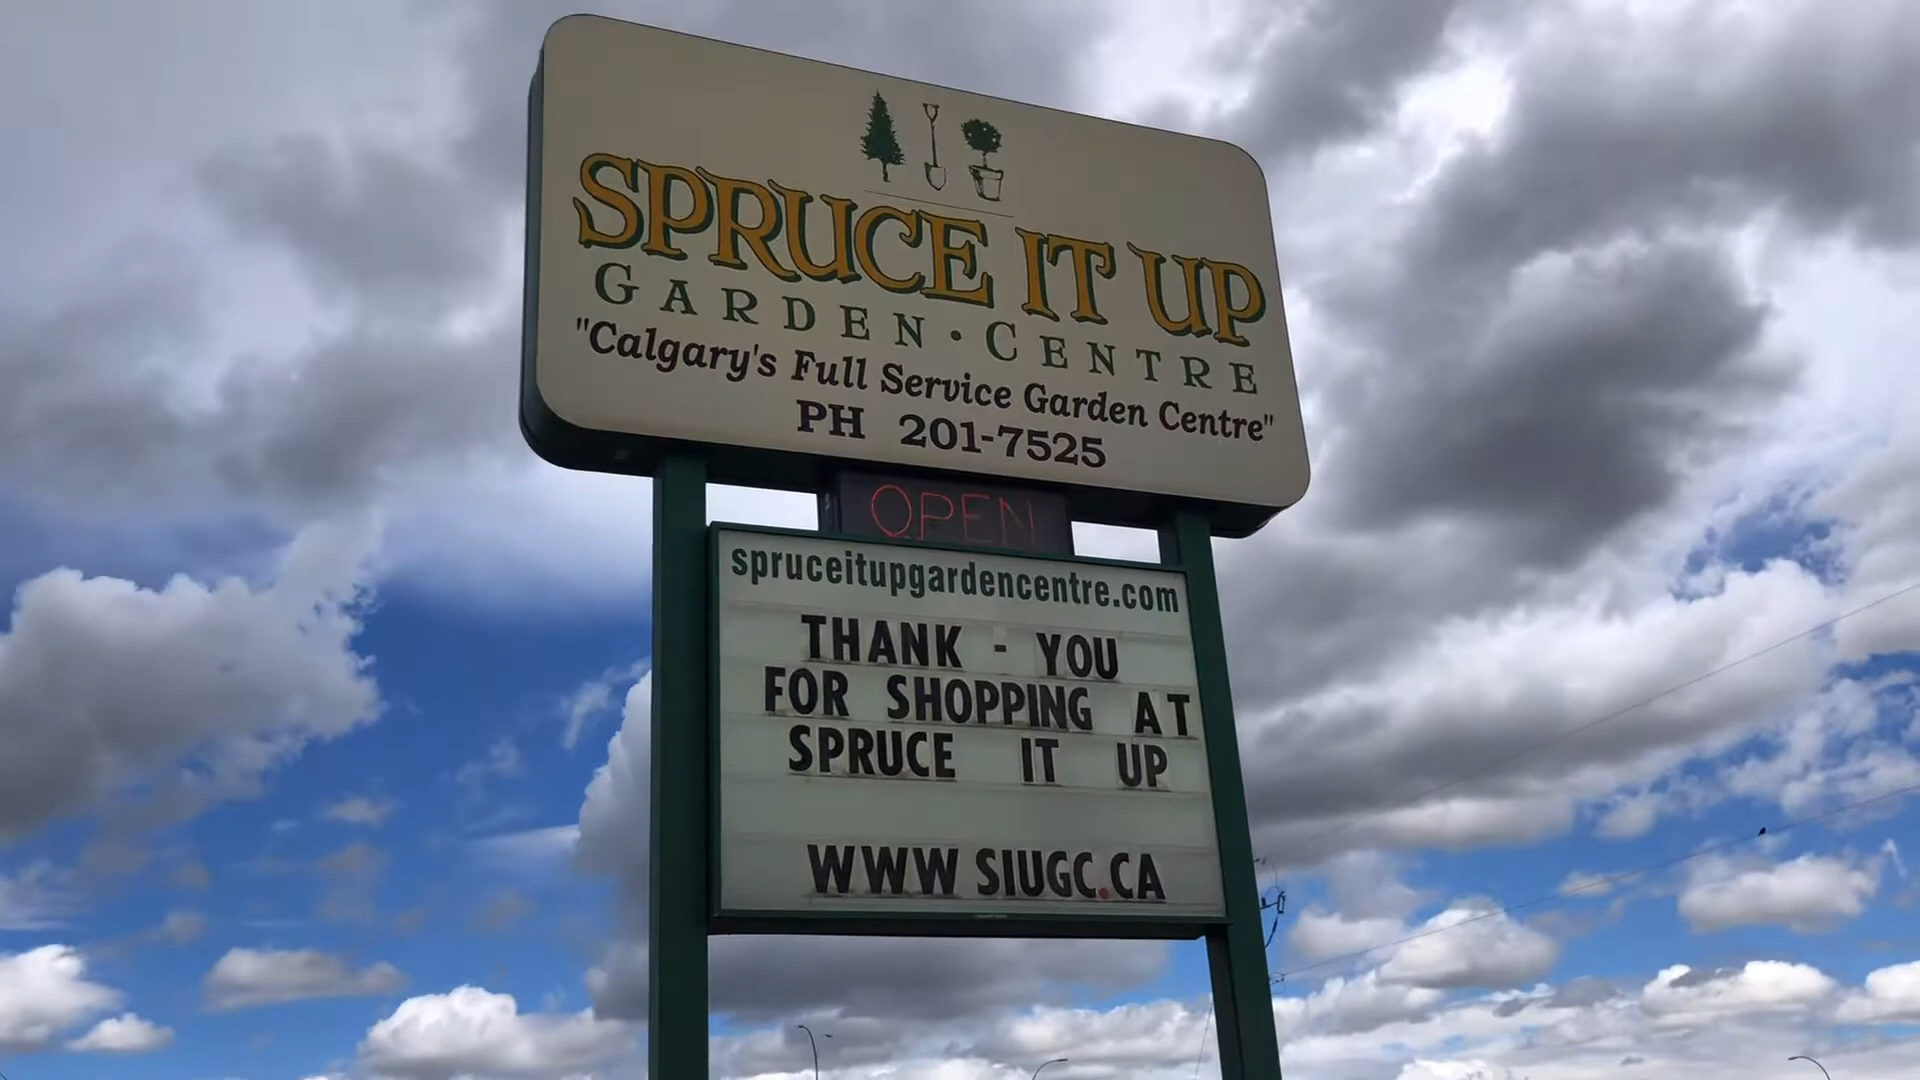 SPRUCE IT UP
GARDEN · CENTRE
"Calgary's Full Service Garden Centre"
PH 201-7525
OPEN
spruceitupgardencentre.com
THANK - YOU
FOR SHOPPING AT
SPRUCE IT UP
WWW SIUGC.CA